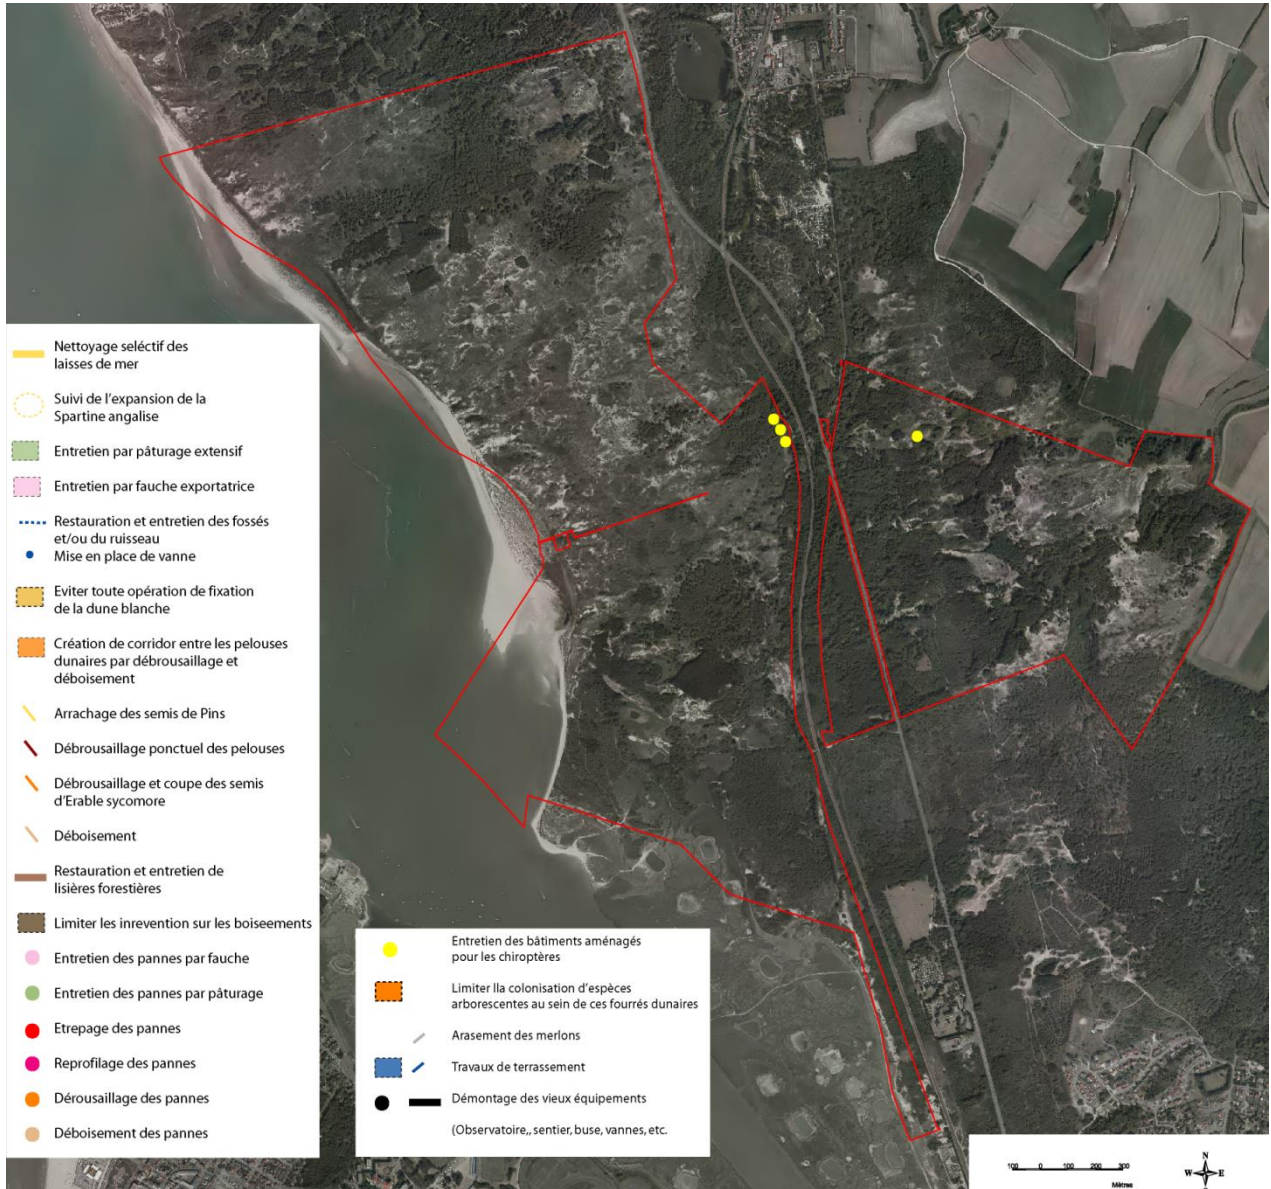 Nettoyage seléctif des
laisses de mer
Suivi de l'expansion de la
Spartine angalise
Entretien par pâturage extensif
Entretien par fauche exportatrice
Restauration et entretien des fossés
et/ou du ruisseau
Mise en place de vanne
Eviter toute opération de fixation
de la dune blanche
Création de corridor entre les pelouses
dunaires par débrousaillage et
déboisement
Arrachage des semis de Pins
Débrousaillage ponctuel des pelouses
Débrousaillage et coupe des semis
d'Erable sycomore
Déboisement
Restauration et entretien de
lisières forestières
Limiter les inrevention sur les boiseements
Entretien des pannes par fauche
Entretien des pannes par pâturage
Etrepage des pannes
Reprofilage des pannes
Dérousaillage des pannes
Déboisement des pannes
Entretien des bâtiments aménagés
pour les chiroptères
Limiter lla colonisation d'espèces
arborescentes au sein de ces fourrés dunaires
Arasement des merlons
Travaux de terrassement
Démontage des vieux équipements
(Observatoire,, sentier, buse, vannes, etc.
100 0 100 200 300
Mètres
N
W E